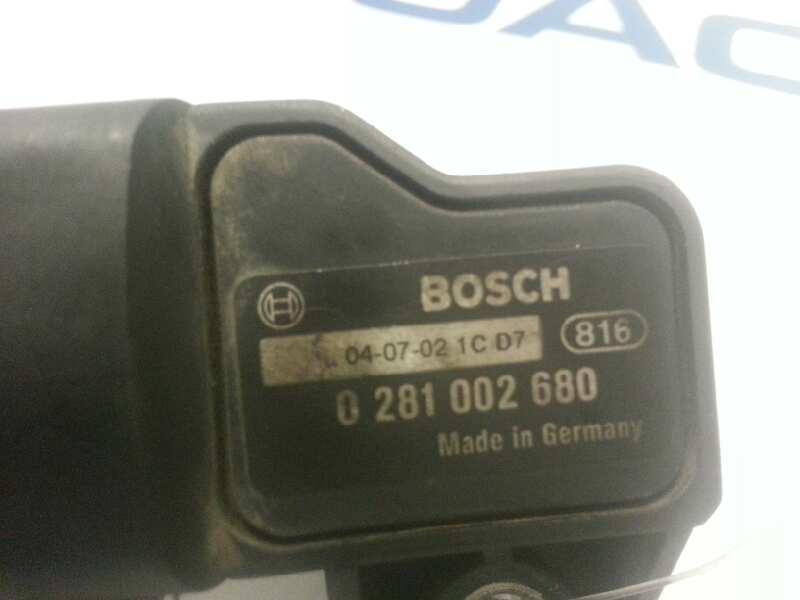 BOSCH
04-07-02 1C D7
816
0 281 002 680
Made in Germany